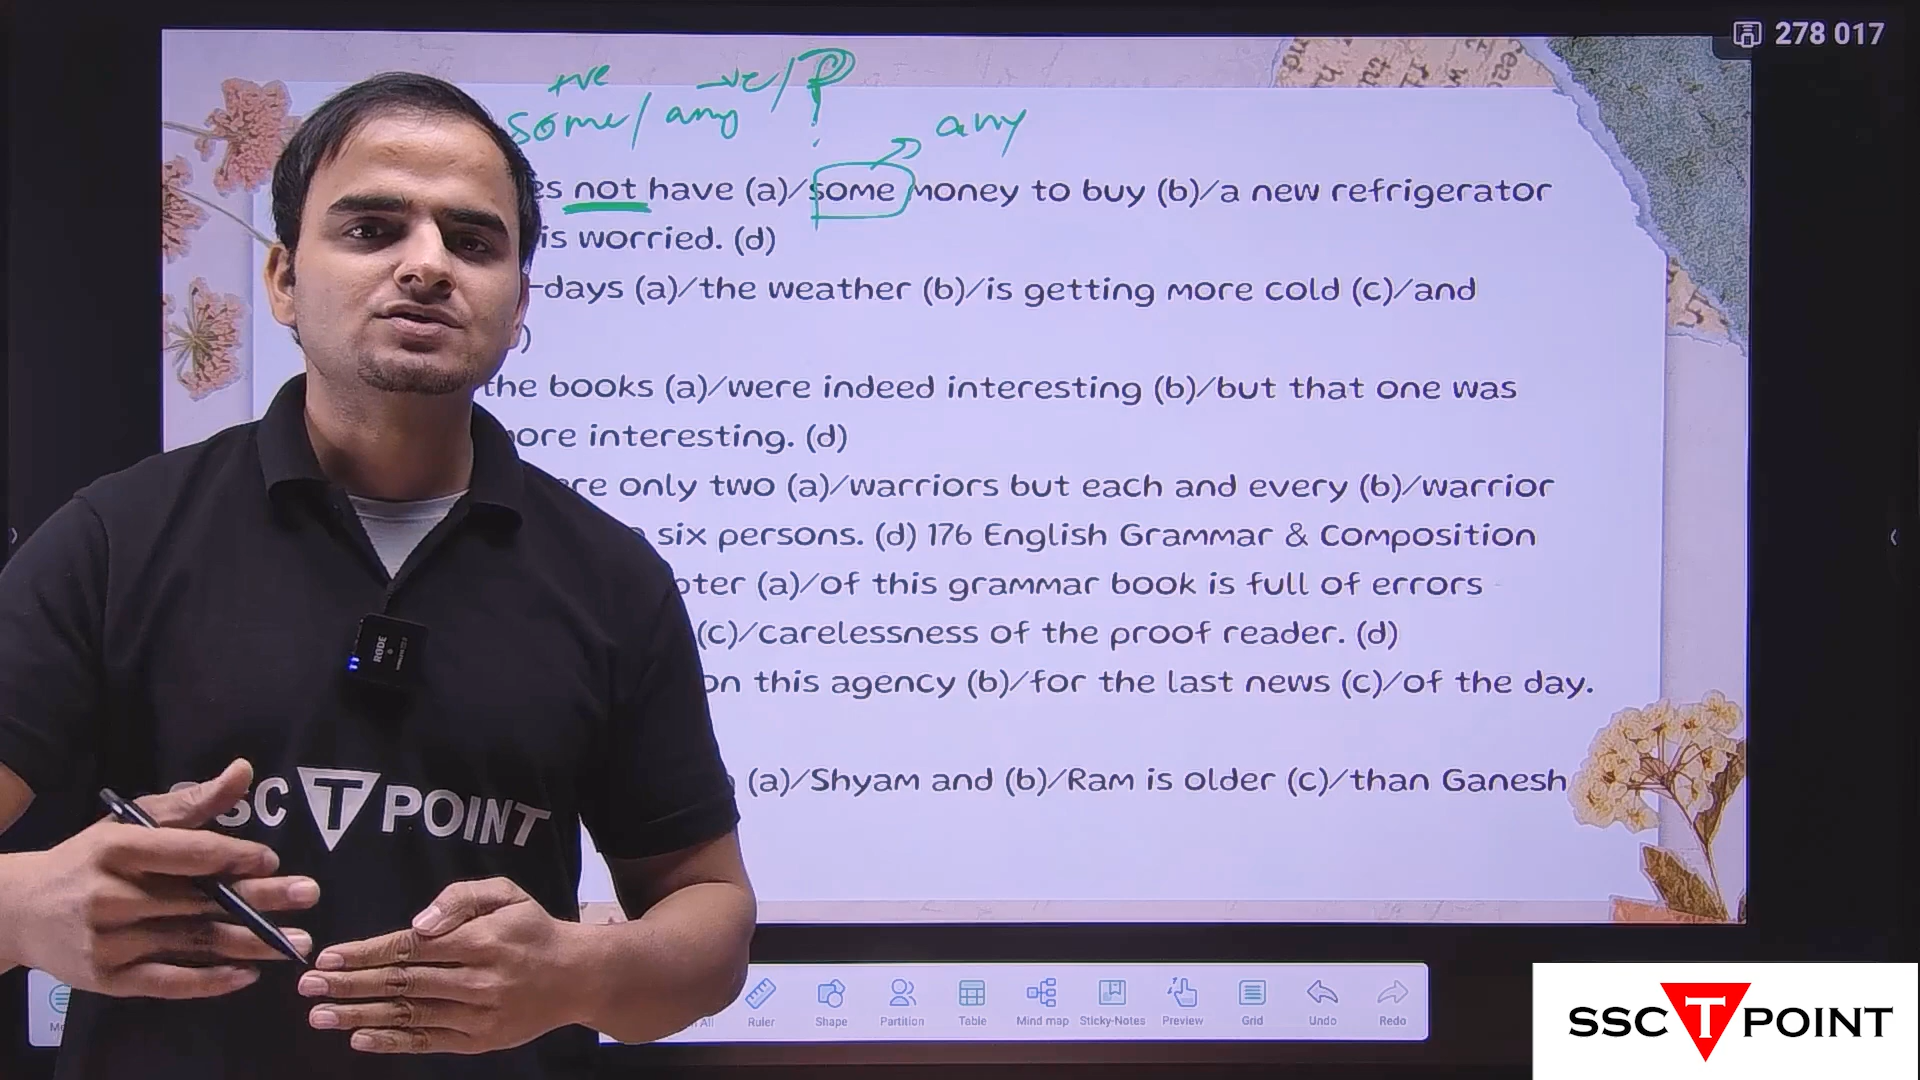 278 017
+ve -ve/?
some/ any
any
es not have (a)/some money to buy (b)/a new refrigerator
is worried. (d)
-days (a)/the weather (b)/is getting more cold (c)/and
)
the books (a)/were indeed interesting (b)/but that one was
ore interesting. (d)
re only two (a)/warriors but each and every (b)/warrior
six persons. (d) 176 English Grammar & Composition
pter (a)/of this grammar book is full of errors
(c)/carelessness of the proof reader. (d)
on this agency (b)/for the last news (c)/of the day.
(a)/Shyam and (b)/Ram is older (c)/than Ganesh
RODE
SSC T POINT
All Ruler Shape Partition Table Mind map Sticky-Notes Preview Grid Undo Redo
SSC T POINT